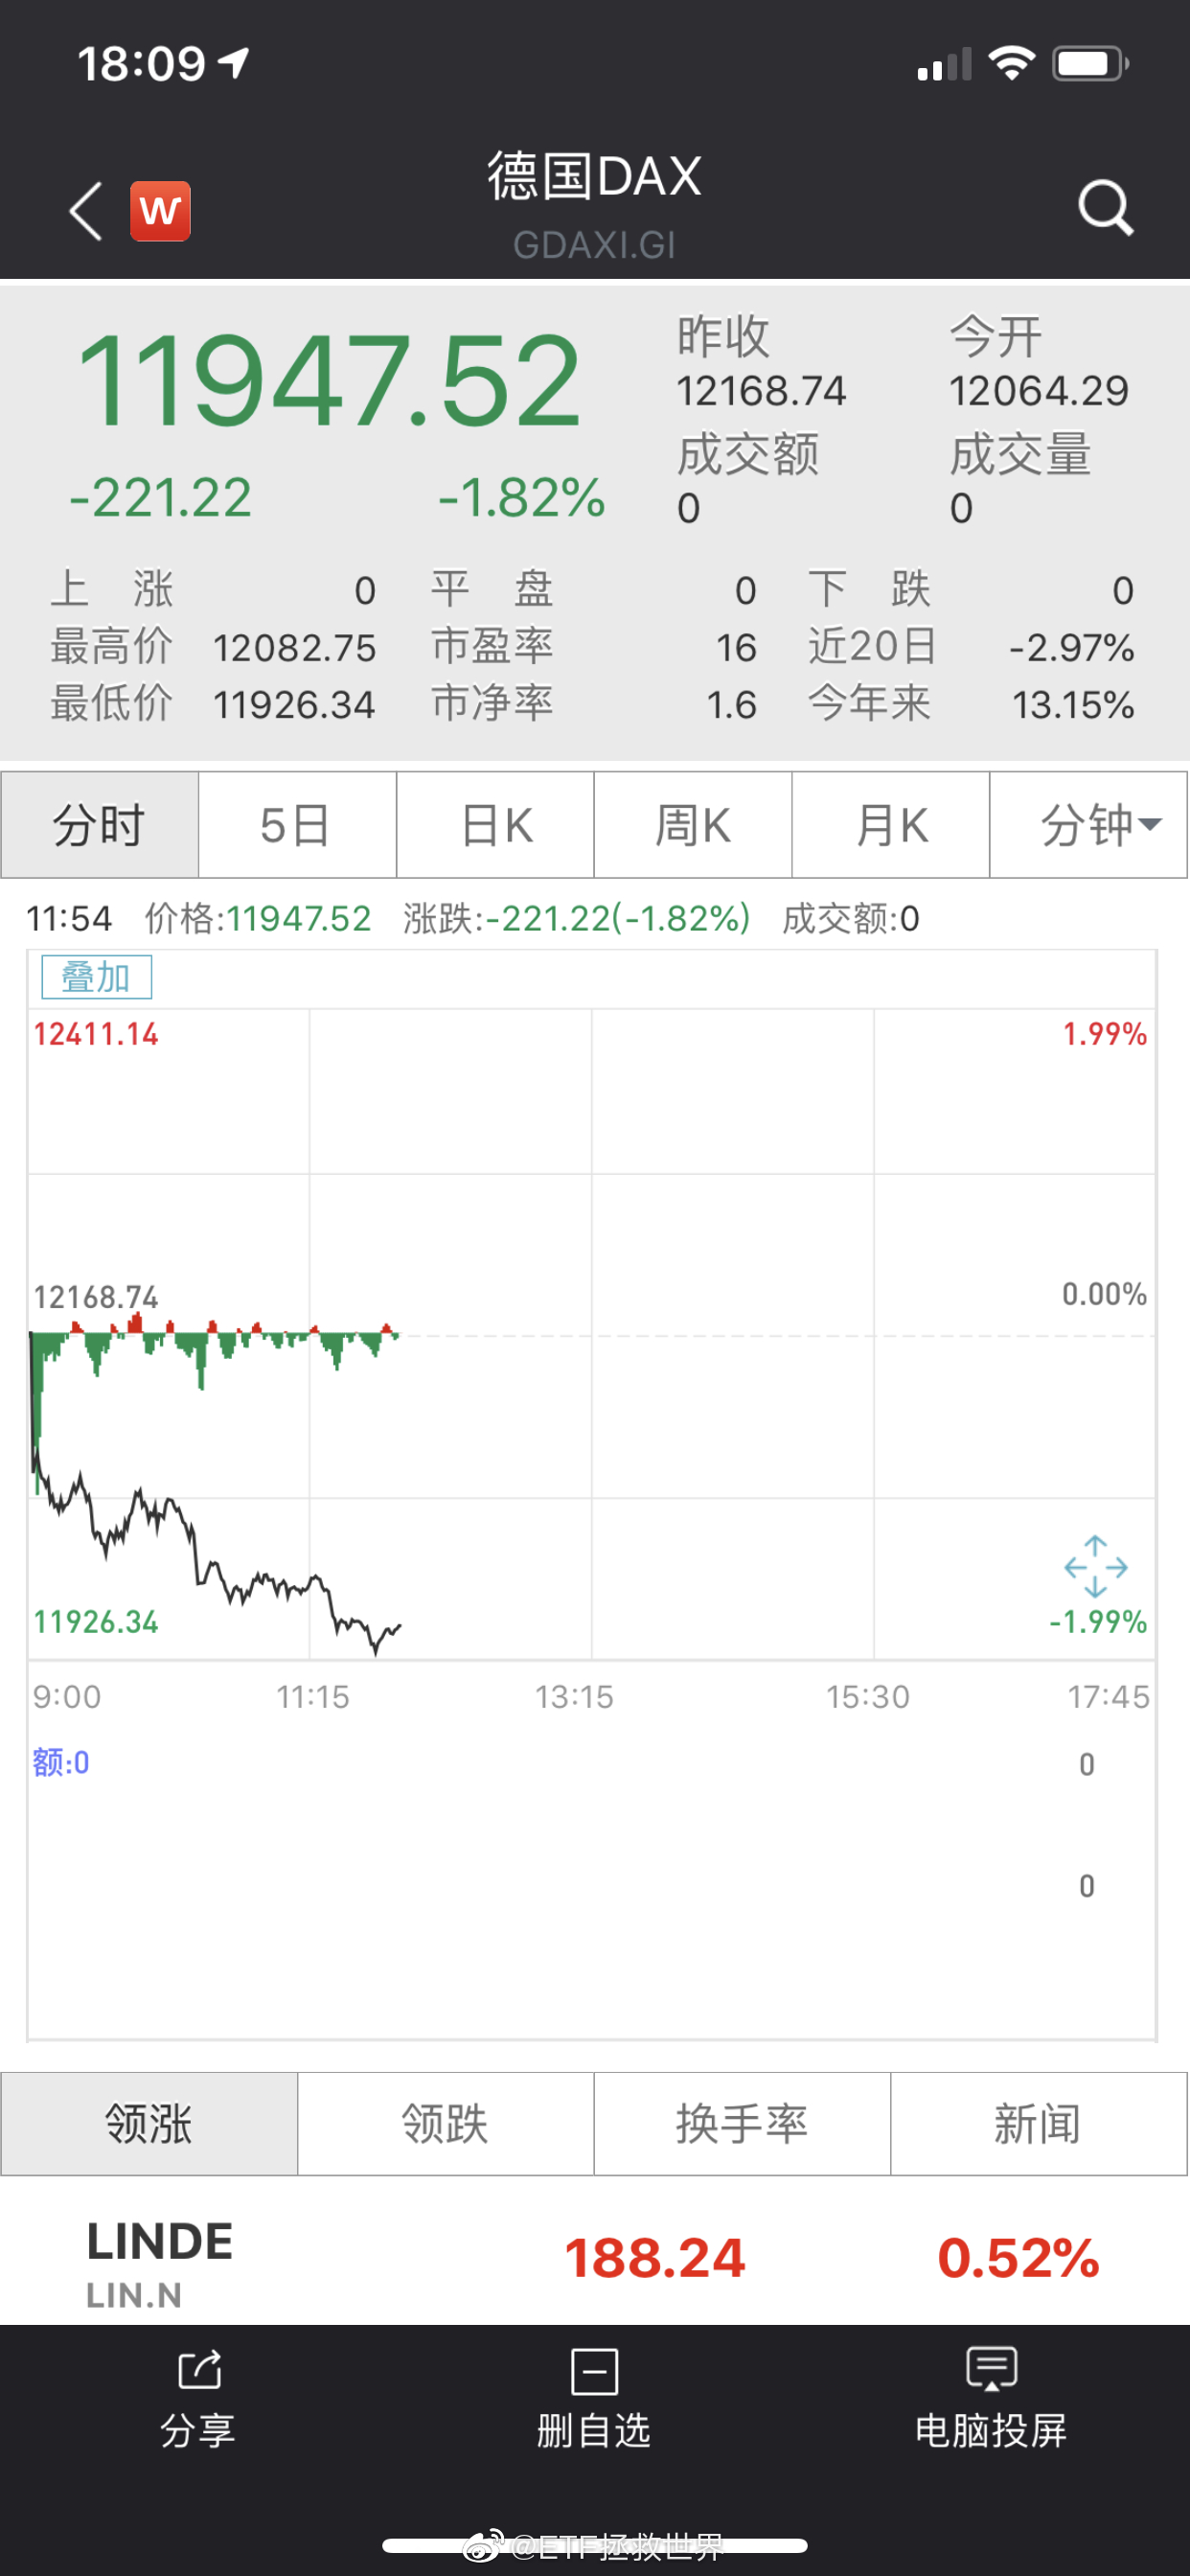 18:09
W
德国DAX
GDAXI.GI
11947.52
-221.22 -1.82%
昨收 今开
12168.74 12064.29
成交额 成交量
0 0
上 涨 0 平 盘 0 下 跌 0
最高价 12082.75 市盈率 16 近20日 -2.97%
最低价 11926.34 市净率 1.6 今年来 13.15%
分时 5日 日K 周K 月K 分钟
11:54 价格:11947.52 涨跌:-221.22(-1.82%) 成交额:0
叠加
12411.14 1.99%
12168.74 0.00%
11926.34 -1.99%
9:00 11:15 13:15 15:30 17:45
额:0 0
0
领涨 领跌 换手率 新闻
LINDE 188.24 0.52%
LIN.N
分享 删自选 电脑投屏
@ETF拯救世界